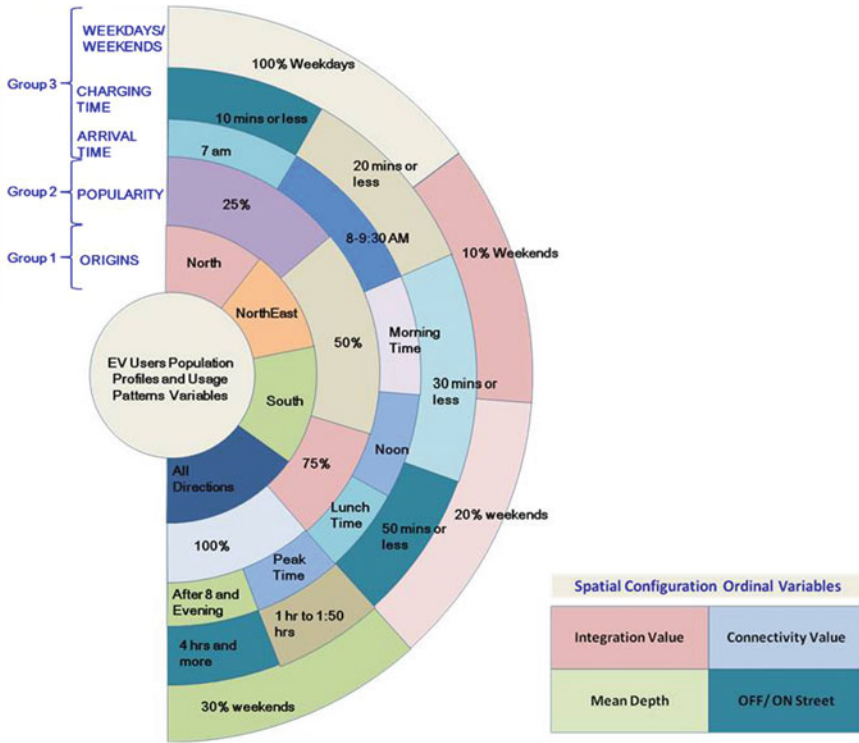 WEEKDAYS/
WEEKENDS
Group 3
CHARGING
TIME
ARRIVAL
TIME
Group 2
POPULARITY
Group 1
ORIGINS
100% Weekdays
10% Weekends
20% weekends
30% weekends
10 mins or less
20 mins or
less
30 mins or
less
50 mins or
less
1 hr to 1:50
hrs
4 hrs and
more
7 am
8-9:30 AM
Morning
Time
Noon
Lunch
Time
Peak
Time
After 8 and
Evening
25%
50%
75%
100%
North
NorthEast
South
All
Directions
EV Users Population
Profiles and Usage
Patterns Variables
Spatial Configuration Ordinal Variables
Integration Value
Connectivity Value
Mean Depth
OFF/ ON Street